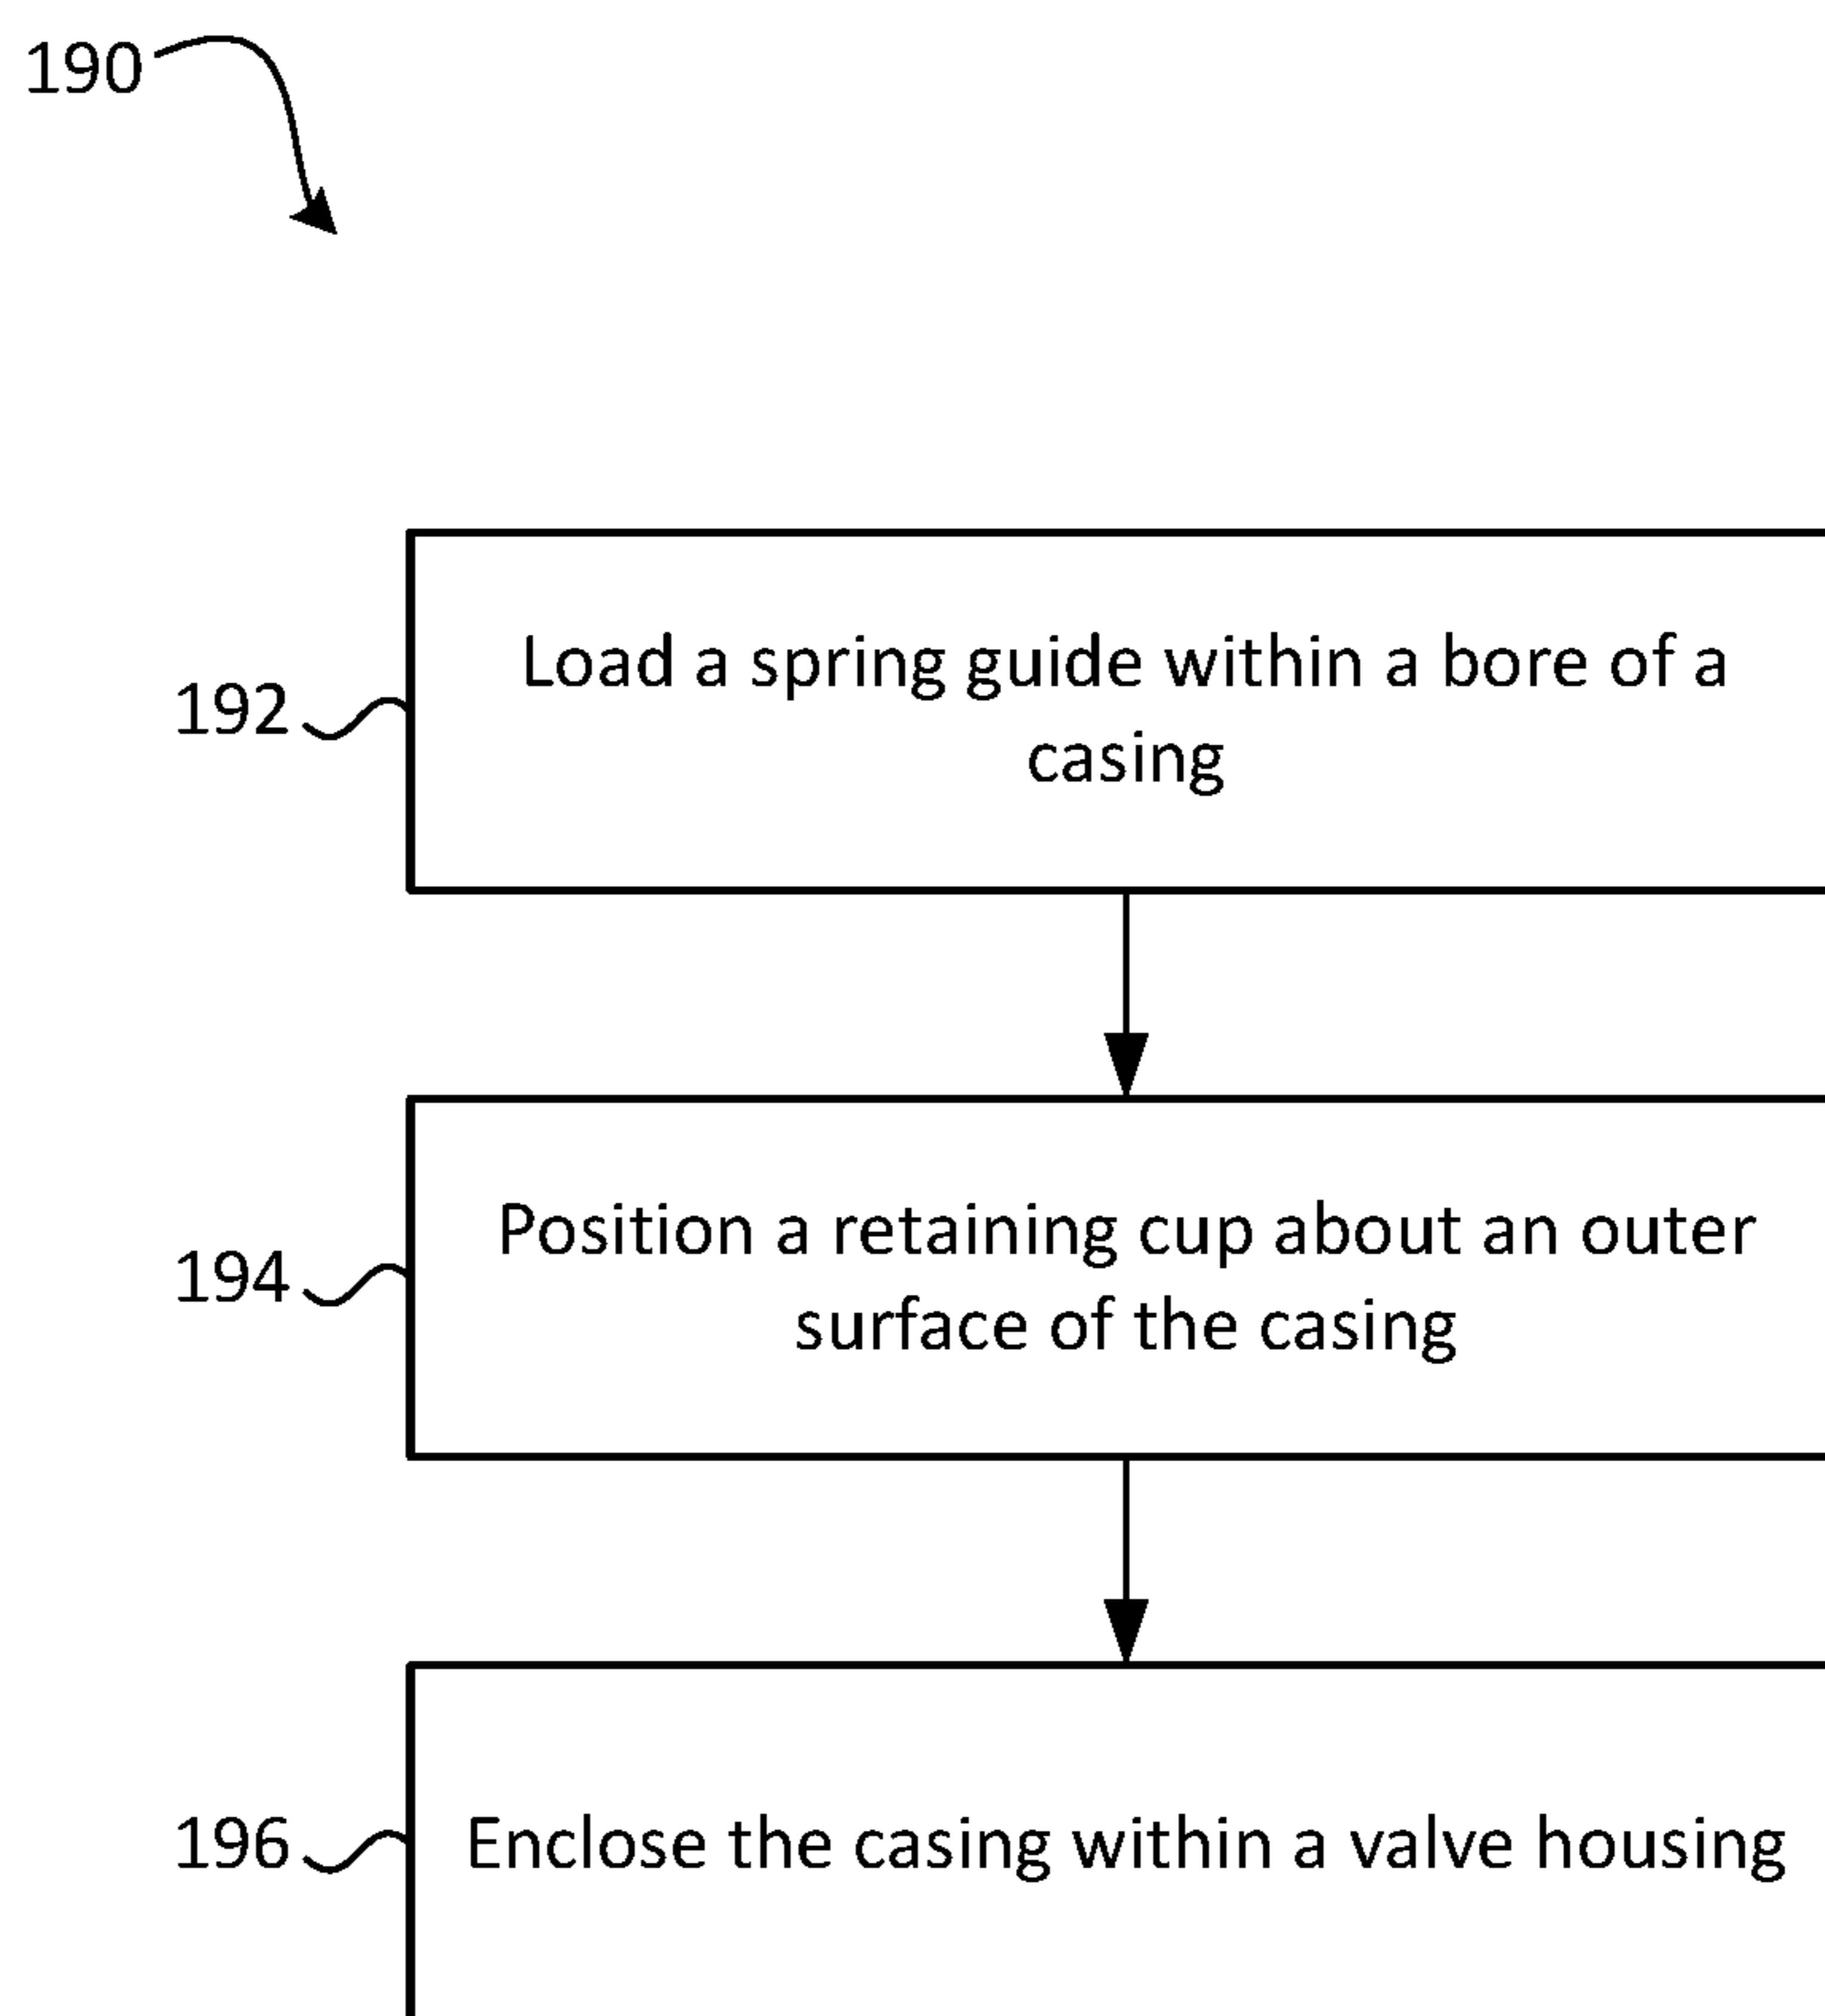 190
192
Load a spring guide within a bore of a
casing
194
Position a retaining cup about an outer
surface of the casing
196
Enclose the casing within a valve housing